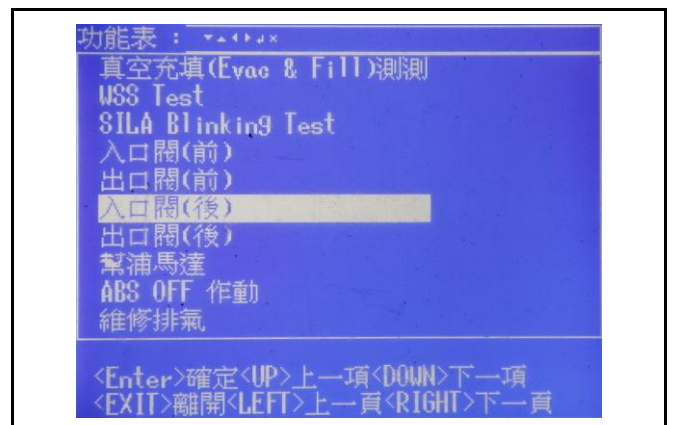 功能表： ▼▲◀▶↲×
真空充填(Evac & Fill)測測
WSS Test
SILA Blinking Test
入口閥(前)
出口閥(前)
入口閥(後)
出口閥(後)
幫浦馬達
ABS OFF 作動
維修排氣
<Enter>確定<UP>上一項<DOWN>下一項
<EXIT>離開<LEFT>上一頁<RIGHT>下一頁